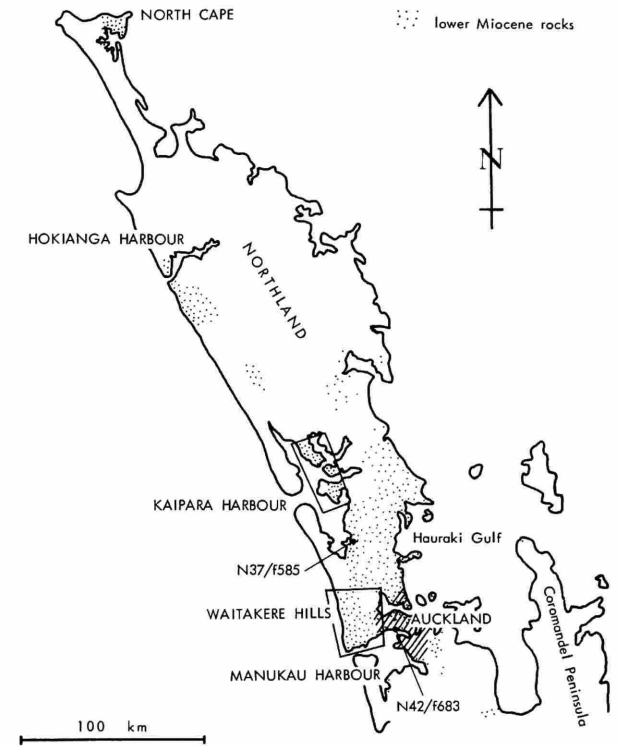 NORTH CAPE
lower Miocene rocks
N
HOKIANGA HARBOUR
NORTHLAND
KAIPARA HARBOUR
Hauraki Gulf
N37/f585
WAITAKERE HILLS
AUCKLAND
Coromandel Peninsula
MANUKAU HARBOUR
N42/f683
100 km